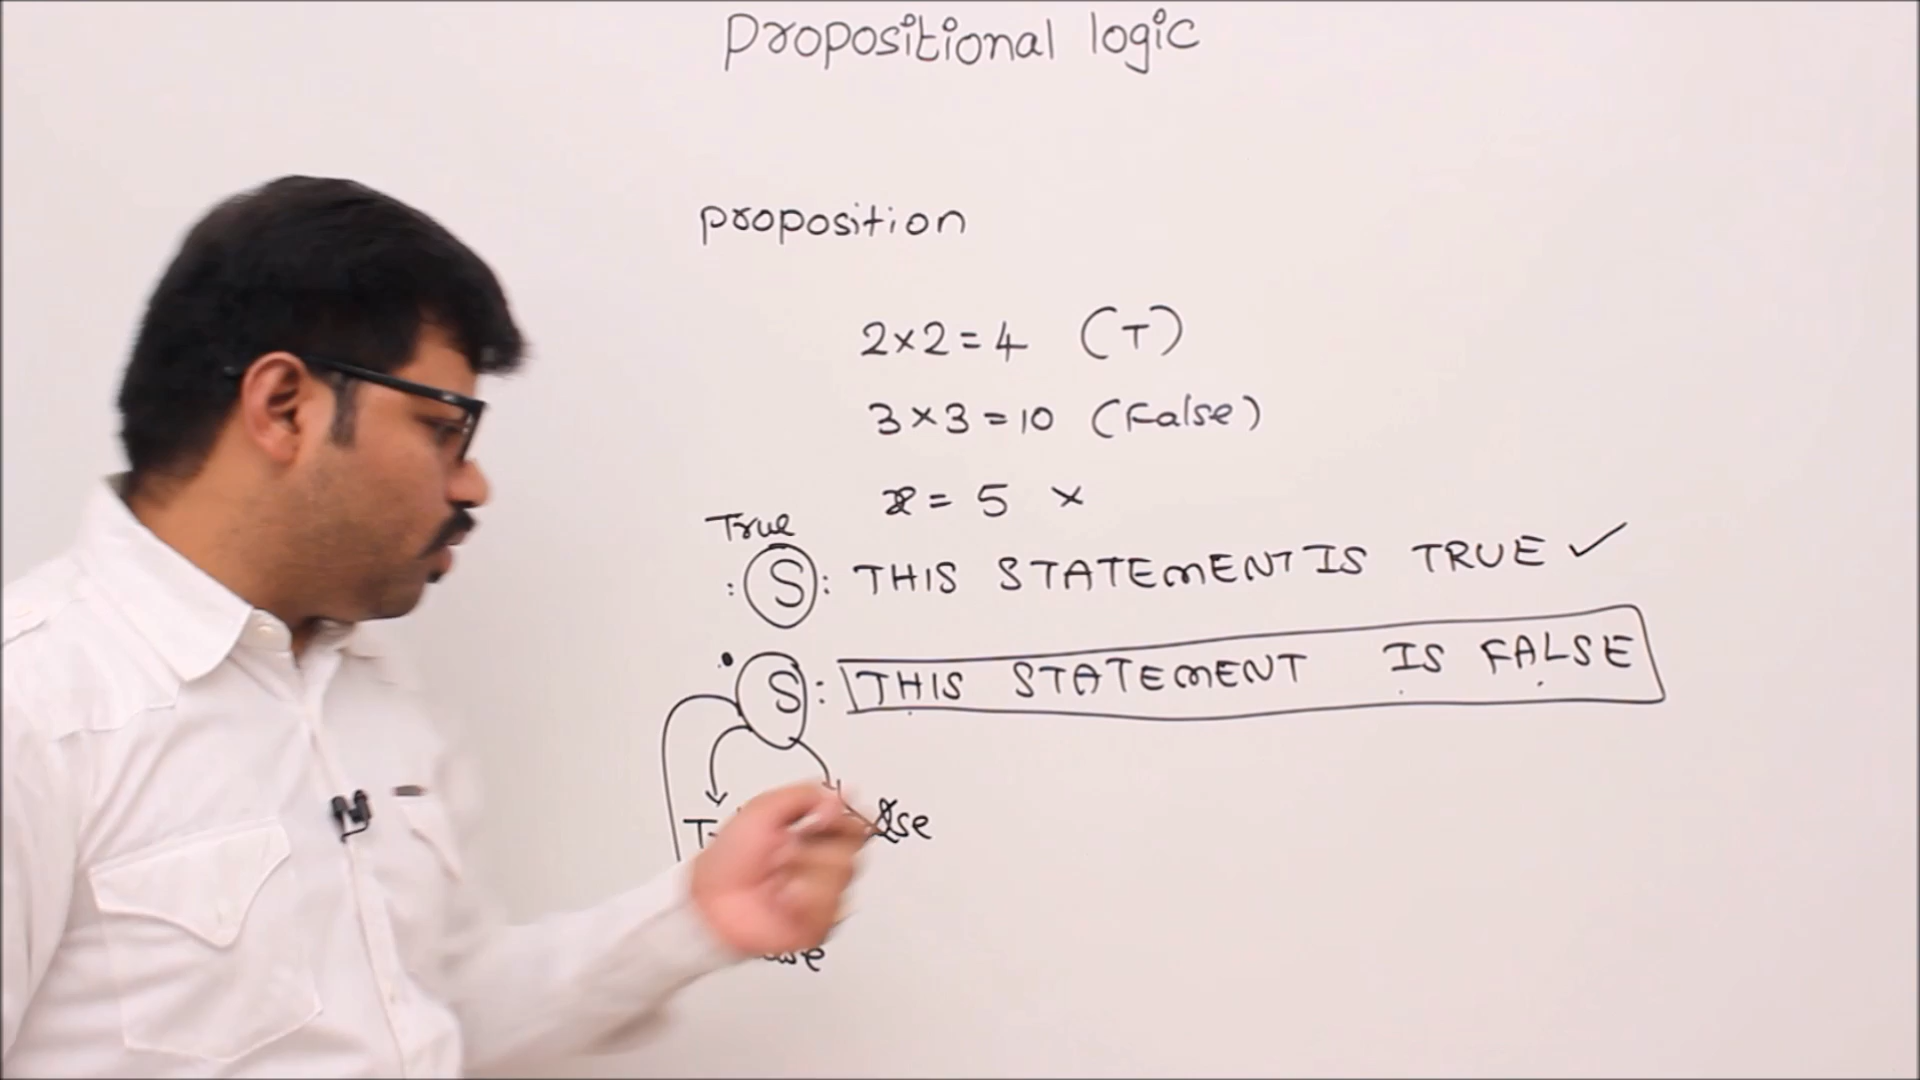 Propositional logic
proposition
2×2=4 (T)
3×3=10 (False)
x = 5 ×
True
: S : THIS STATEMENT IS TRUE ✓
S : THIS STATEMENT IS FALSE